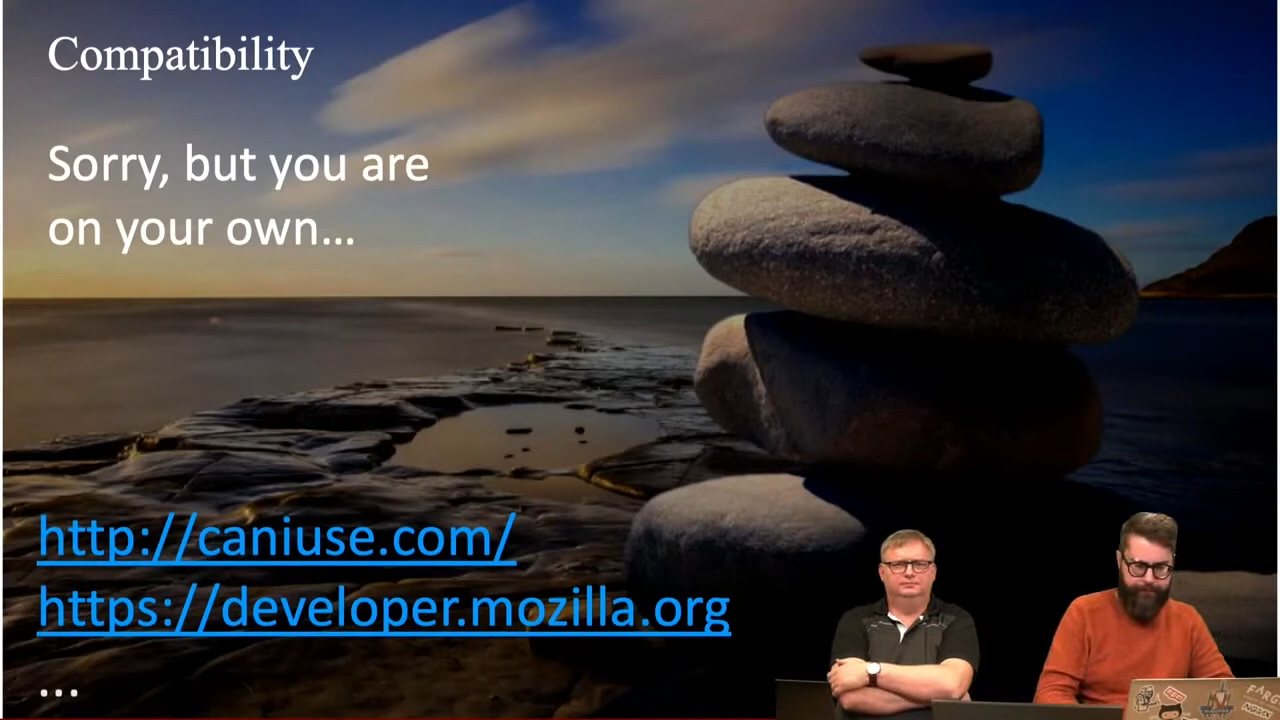 Compatibility
Sorry, but you are
on your own...
http://caniuse.com/
https://developer.mozilla.org
...